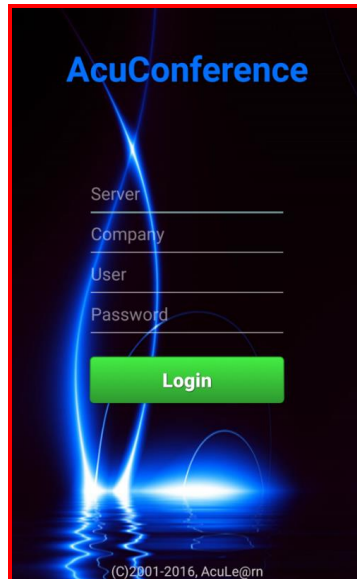 AcuConference
Server
Company
User
Password
Login
(C)2001-2016, AcuLe@rn